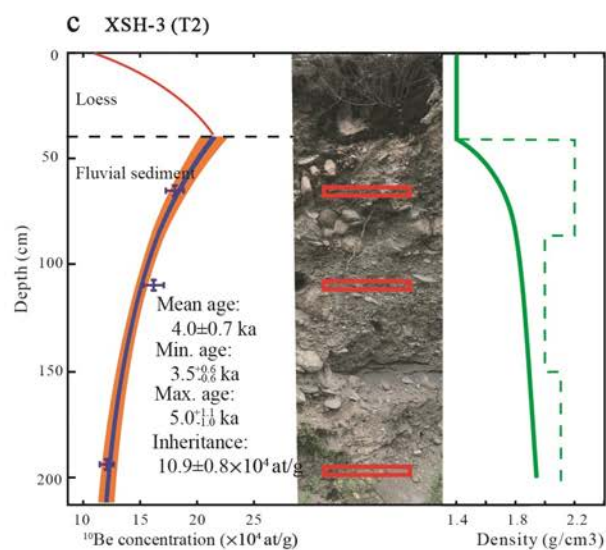 c XSH-3 (T2)
0
50
100
150
200
Depth (cm)
Loess
Fluvial sediment
Mean age:
4.0±0.7 ka
Min. age:
3.5+0.6-0.6 ka
Max. age:
5.0+1.1-1.0 ka
Inheritance:
10.9±0.8×10⁴ at/g
10 15 20 25
¹⁰Be concentration (×10⁴ at/g)
1.4 1.8 2.2
Density (g/cm3)